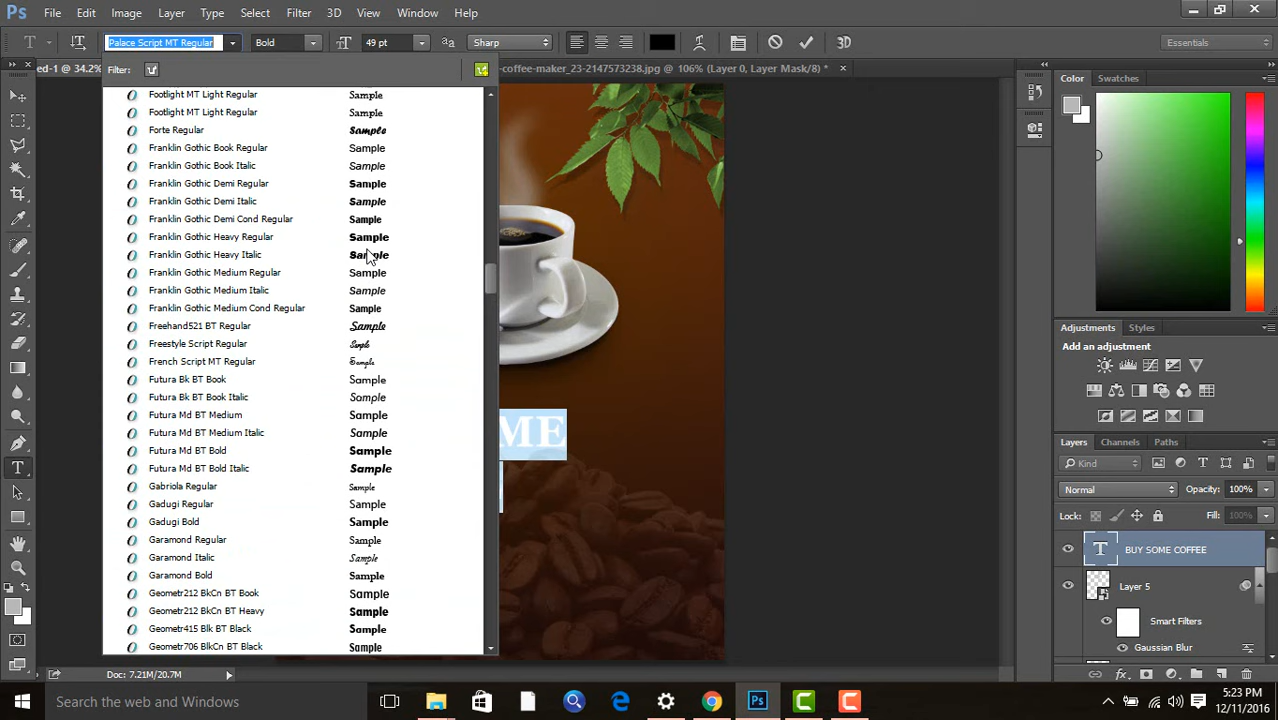 Ps File Edit Image Layer Type Select Filter 3D View Window Help
Palace Script MT Regular Bold 49 pt Sharp 3D Essentials
Filter:
ed-1 @ 34.2% -coffee-maker_23-2147573238.jpg @ 106% (Layer 0, Layer Mask/8) *
Footlight MT Light Regular Sample
Footlight MT Light Regular Sample
Forte Regular Sample
Franklin Gothic Book Regular Sample
Franklin Gothic Book Italic Sample
Franklin Gothic Demi Regular Sample
Franklin Gothic Demi Italic Sample
Franklin Gothic Demi Cond Regular Sample
Franklin Gothic Heavy Regular Sample
Franklin Gothic Heavy Italic Sample
Franklin Gothic Medium Regular Sample
Franklin Gothic Medium Italic Sample
Franklin Gothic Medium Cond Regular Sample
Freehand521 BT Regular Sample
Freestyle Script Regular Sample
French Script MT Regular Sample
Futura Bk BT Book Sample
Futura Bk BT Book Italic Sample
Futura Md BT Medium Sample
Futura Md BT Medium Italic Sample
Futura Md BT Bold Sample
Futura Md BT Bold Italic Sample
Gabriola Regular Sample
Gadugi Regular Sample
Gadugi Bold Sample
Garamond Regular Sample
Garamond Italic Sample
Garamond Bold Sample
Geometr212 BkCn BT Book Sample
Geometr212 BkCn BT Heavy Sample
Geometr415 Blk BT Black Sample
Geometr706 BlkCn BT Black Sample
ME
Color Swatches
Adjustments Styles
Add an adjustment
Layers Channels Paths
Kind
Normal Opacity: 100%
Lock: Fill: 100%
T BUY SOME COFFEE
Layer 5
Smart Filters
Gaussian Blur
Doc: 7.21M/20.7M
Search the web and Windows
Ps
5:23 PM
12/11/2016